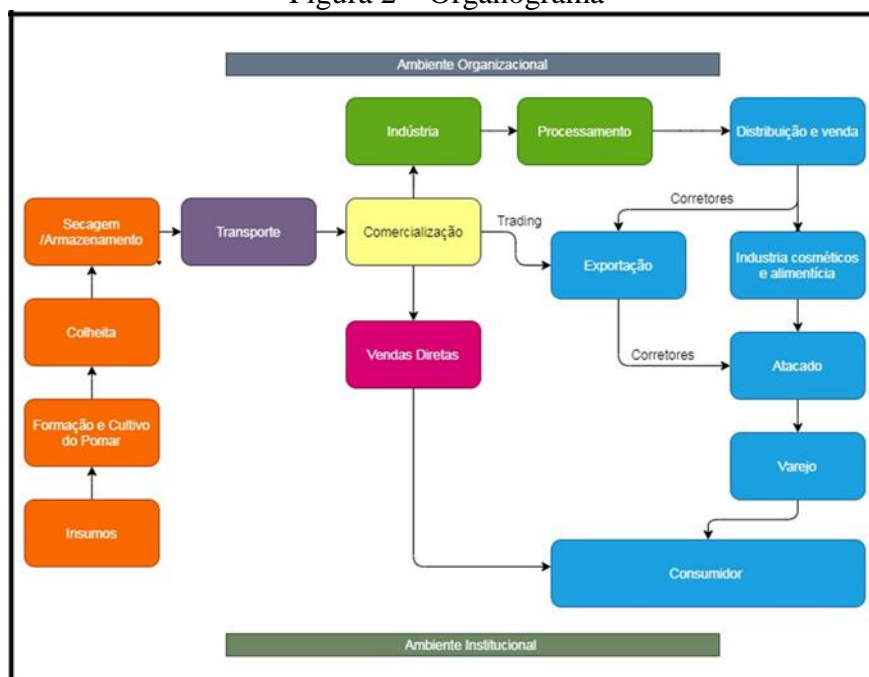 Figura 2 – Organograma
Ambiente Organizacional
Indústria
Processamento
Distribuição e venda
Corretores
Secagem
/Armazenamento
Transporte
Comercialização
Trading
Exportação
Industria cosméticos
e alimentícia
Colheita
Vendas Diretas
Corretores
Atacado
Formação e Cultivo
do Pomar
Varejo
Insumos
Consumidor
Ambiente Institucional